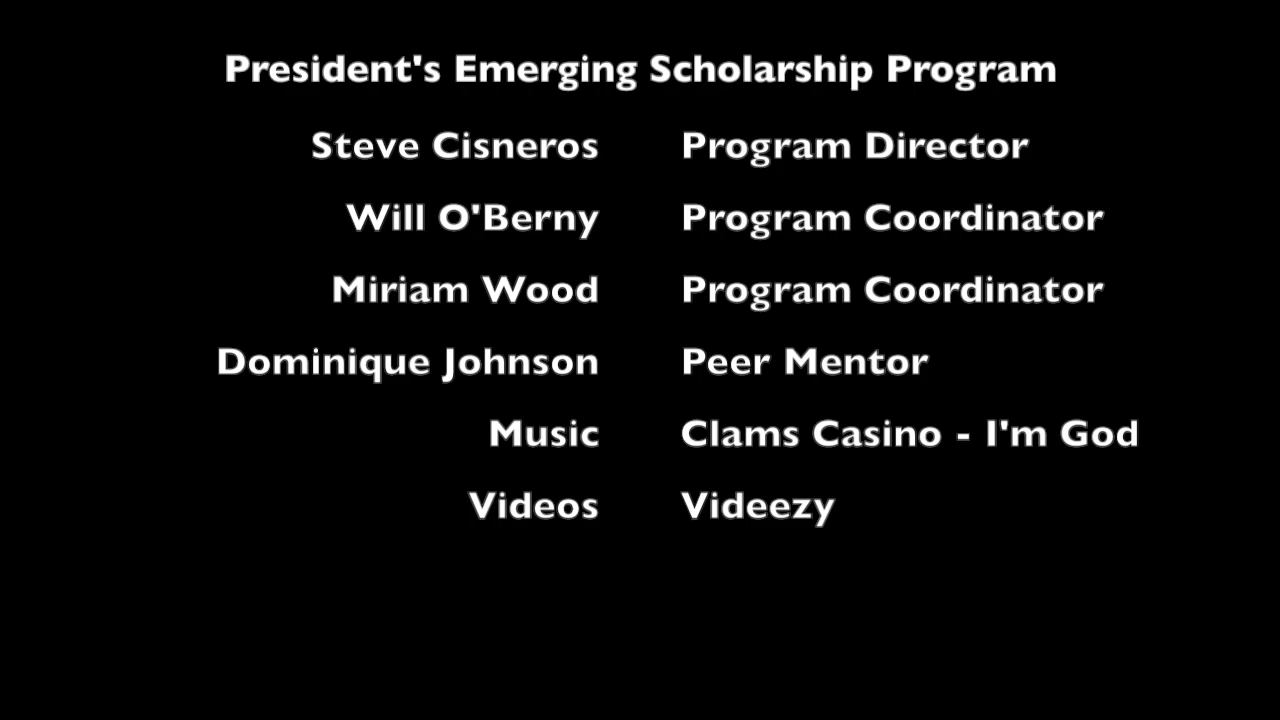 President's Emerging Scholarship Program
Steve Cisneros Program Director
Will O'Berny Program Coordinator
Miriam Wood Program Coordinator
Dominique Johnson Peer Mentor
Music Clams Casino - I'm God
Videos Videezy